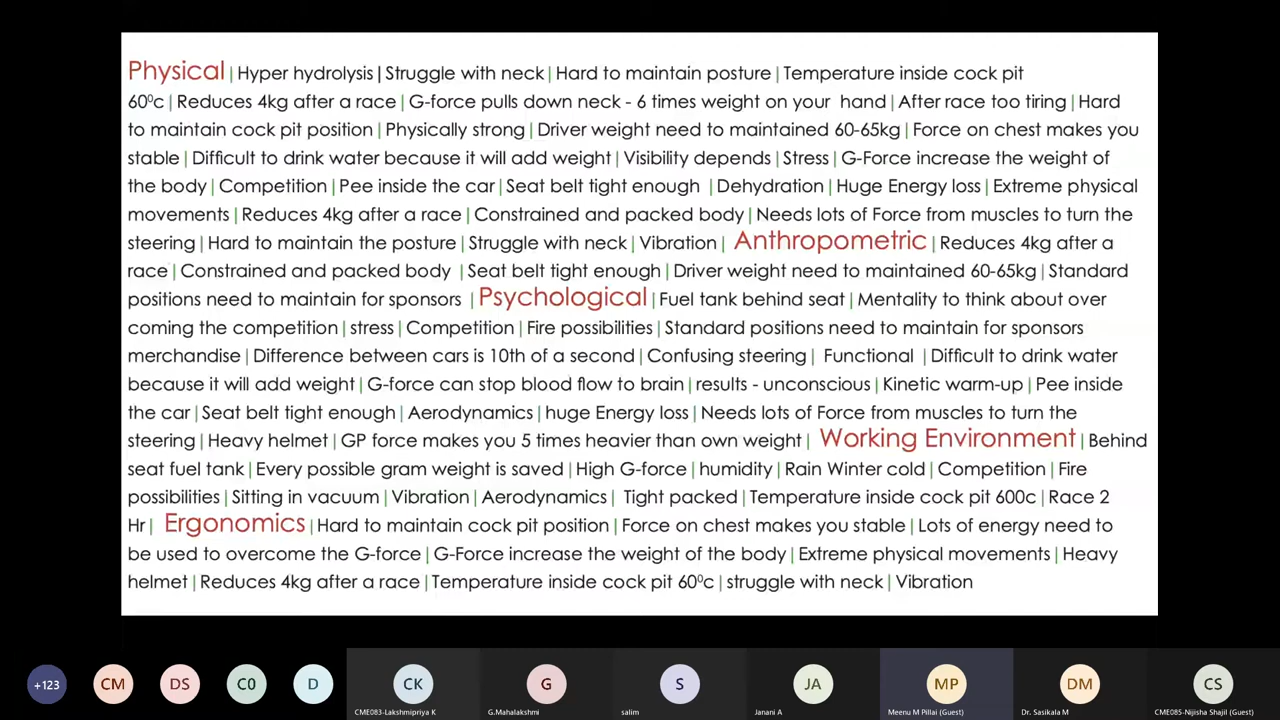 Physical|Hyper hydrolysis|Struggle with neck|Hard to maintain posture|Temperature inside cock pit
60⁰c|Reduces 4kg after a race|G-force pulls down neck - 6 times weight on your hand|After race too tiring|Hard
to maintain cock pit position|Physically strong|Driver weight need to maintained 60-65kg|Force on chest makes you
stable|Difficult to drink water because it will add weight|Visibility depends|Stress|G-Force increase the weight of
the body|Competition|Pee inside the car|Seat belt tight enough |Dehydration|Huge Energy loss|Extreme physical
movements|Reduces 4kg after a race|Constrained and packed body|Needs lots of Force from muscles to turn the
steering|Hard to maintain the posture|Struggle with neck|Vibration| Anthropometric|Reduces 4kg after a
race|Constrained and packed body |Seat belt tight enough|Driver weight need to maintained 60-65kg|Standard
positions need to maintain for sponsors |Psychological|Fuel tank behind seat|Mentality to think about over
coming the competition|stress|Competition|Fire possibilities|Standard positions need to maintain for sponsors
merchandise|Difference between cars is 10th of a second|Confusing steering| Functional |Difficult to drink water
because it will add weight|G-force can stop blood flow to brain|results - unconscious|Kinetic warm-up|Pee inside
the car|Seat belt tight enough|Aerodynamics|huge Energy loss|Needs lots of Force from muscles to turn the
steering|Heavy helmet|GP force makes you 5 times heavier than own weight| Working Environment|Behind
seat fuel tank|Every possible gram weight is saved|High G-force|humidity|Rain Winter cold|Competition|Fire
possibilities|Sitting in vacuum|Vibration|Aerodynamics| Tight packed|Temperature inside cock pit 600c|Race 2
Hr| Ergonomics|Hard to maintain cock pit position|Force on chest makes you stable|Lots of energy need to
be used to overcome the G-force|G-Force increase the weight of the body|Extreme physical movements|Heavy
helmet|Reduces 4kg after a race|Temperature inside cock pit 60⁰c|struggle with neck|Vibration
+123 CM DS C0 D CK G S JA MP DM CS
CME083-Lakshmipriya K G.Mahalakshmi salim Janani A Meenu M Pillai (Guest) Dr. Sasikala M CME085-Nijisha Shajil (Guest)